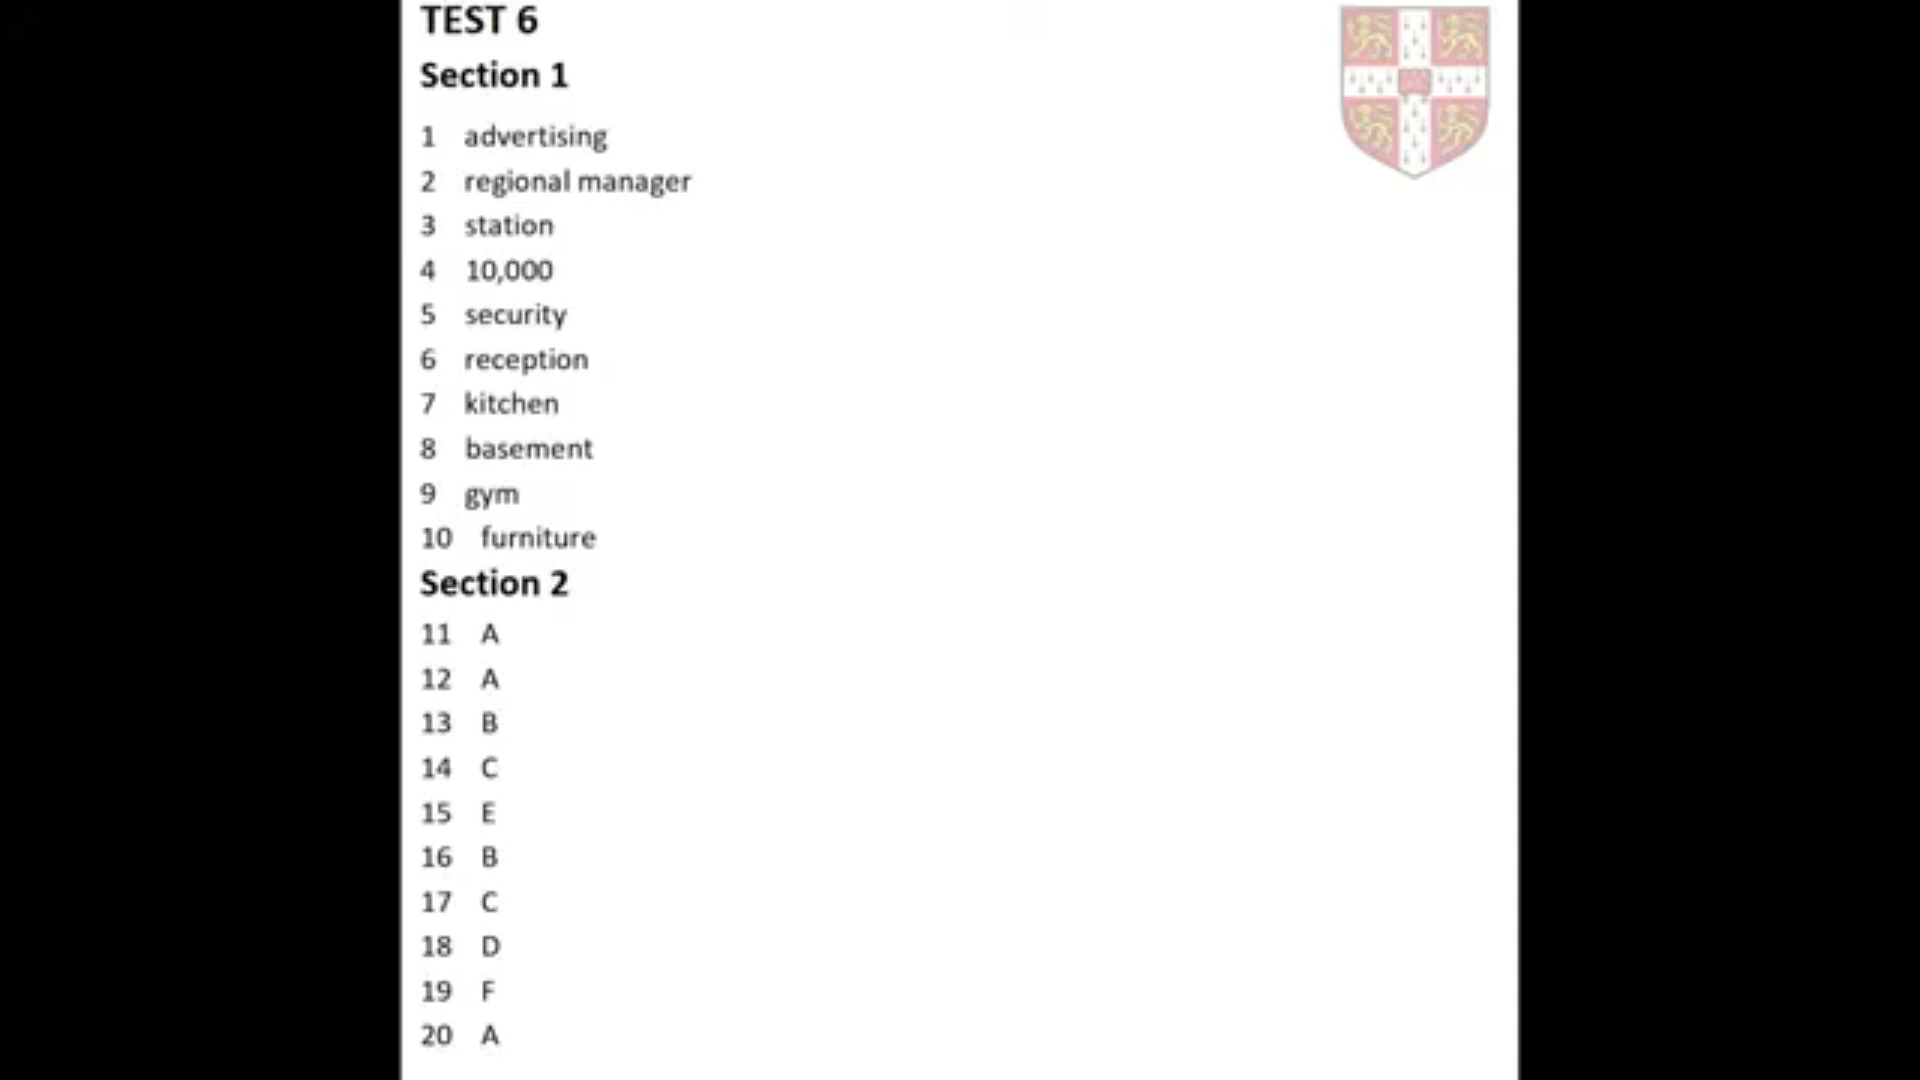 TEST 6
Section 1
1 advertising
2 regional manager
3 station
4 10,000
5 security
6 reception
7 kitchen
8 basement
9 gym
10 furniture
Section 2
11 A
12 A
13 B
14 C
15 E
16 B
17 C
18 D
19 F
20 A